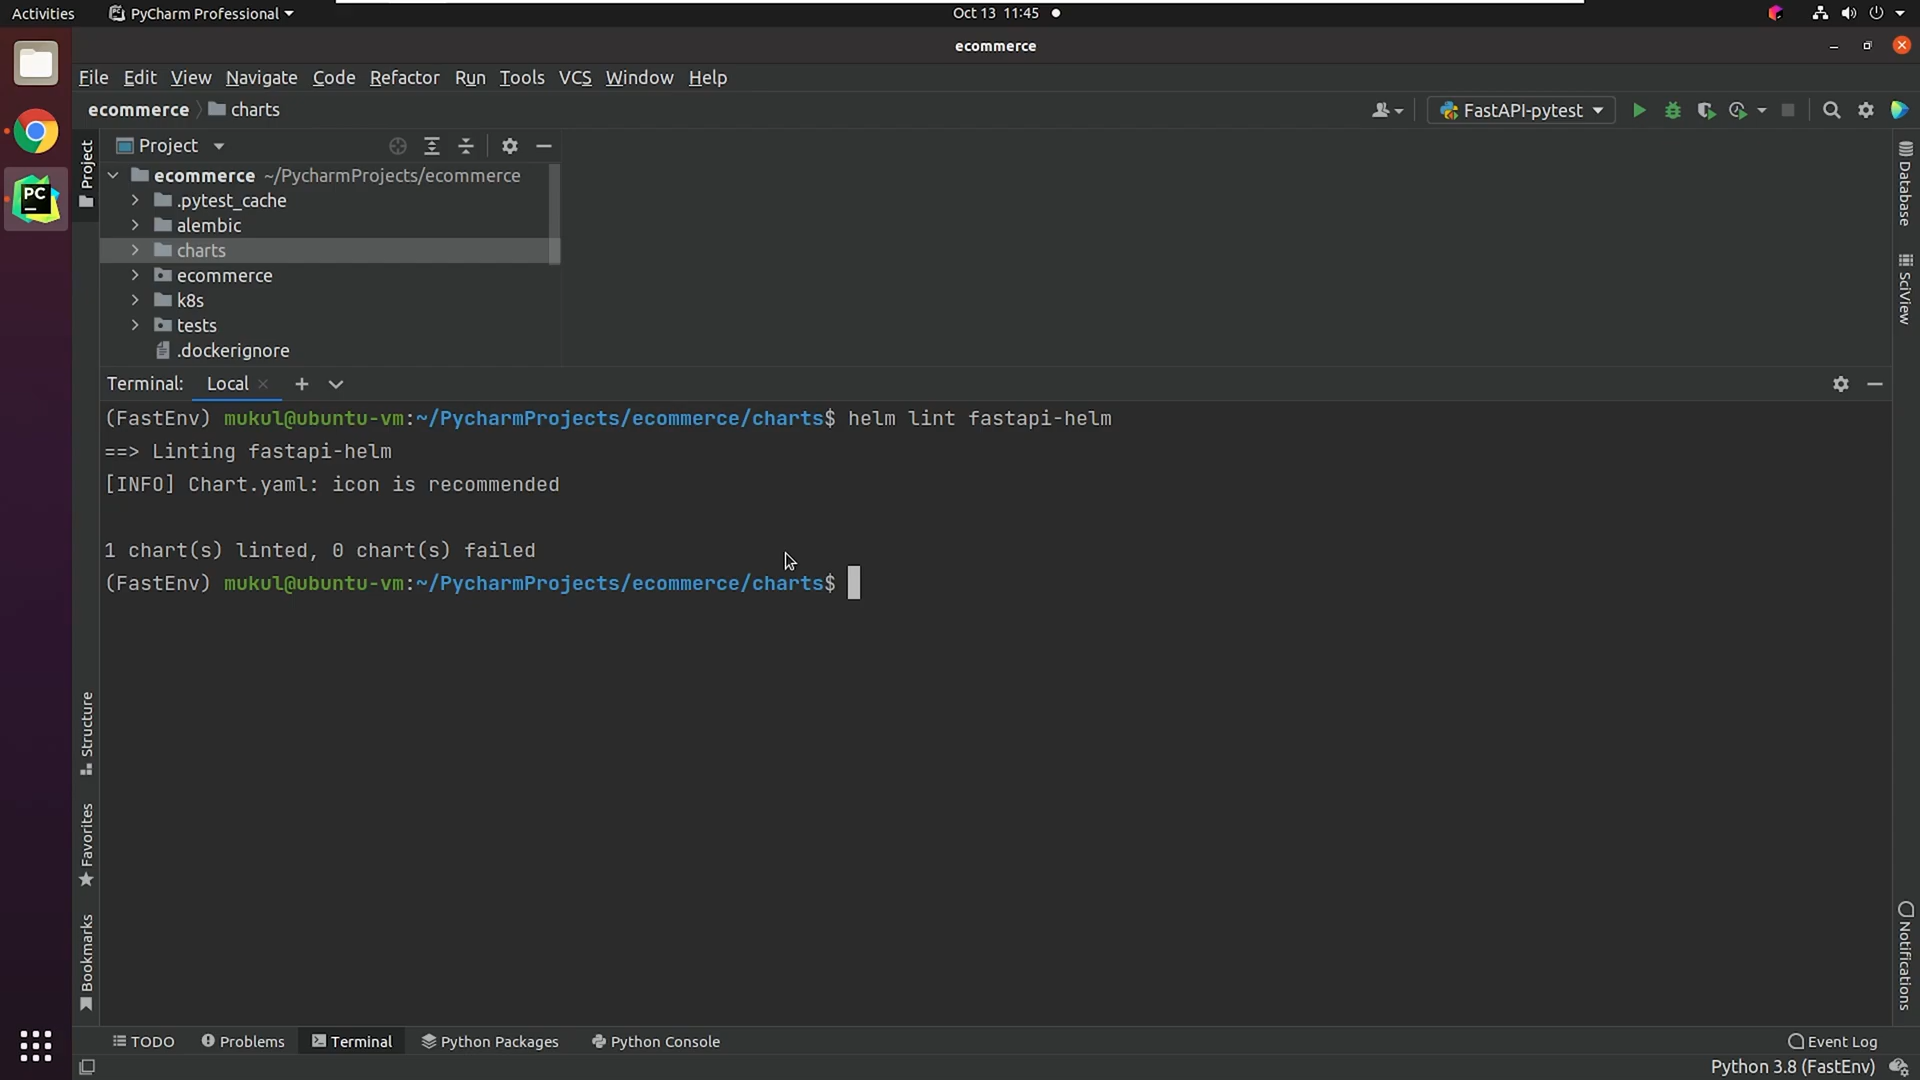 Activities PyCharm Professional Oct 13 11:45
ecommerce
File Edit View Navigate Code Refactor Run Tools VCS Window Help
ecommerce charts FastAPI-pytest
Project
ecommerce ~/PycharmProjects/ecommerce
.pytest_cache
alembic
charts
ecommerce
k8s
tests
.dockerignore
Project
PC
Database
SciView
Terminal: Local
(FastEnv) mukul@ubuntu-vm:~/PycharmProjects/ecommerce/charts$ helm lint fastapi-helm
==> Linting fastapi-helm
[INFO] Chart.yaml: icon is recommended
1 chart(s) linted, 0 chart(s) failed
(FastEnv) mukul@ubuntu-vm:~/PycharmProjects/ecommerce/charts$
Structure
Favorites
Bookmarks
Notifications
TODO Problems Terminal Python Packages Python Console Event Log
Python 3.8 (FastEnv)